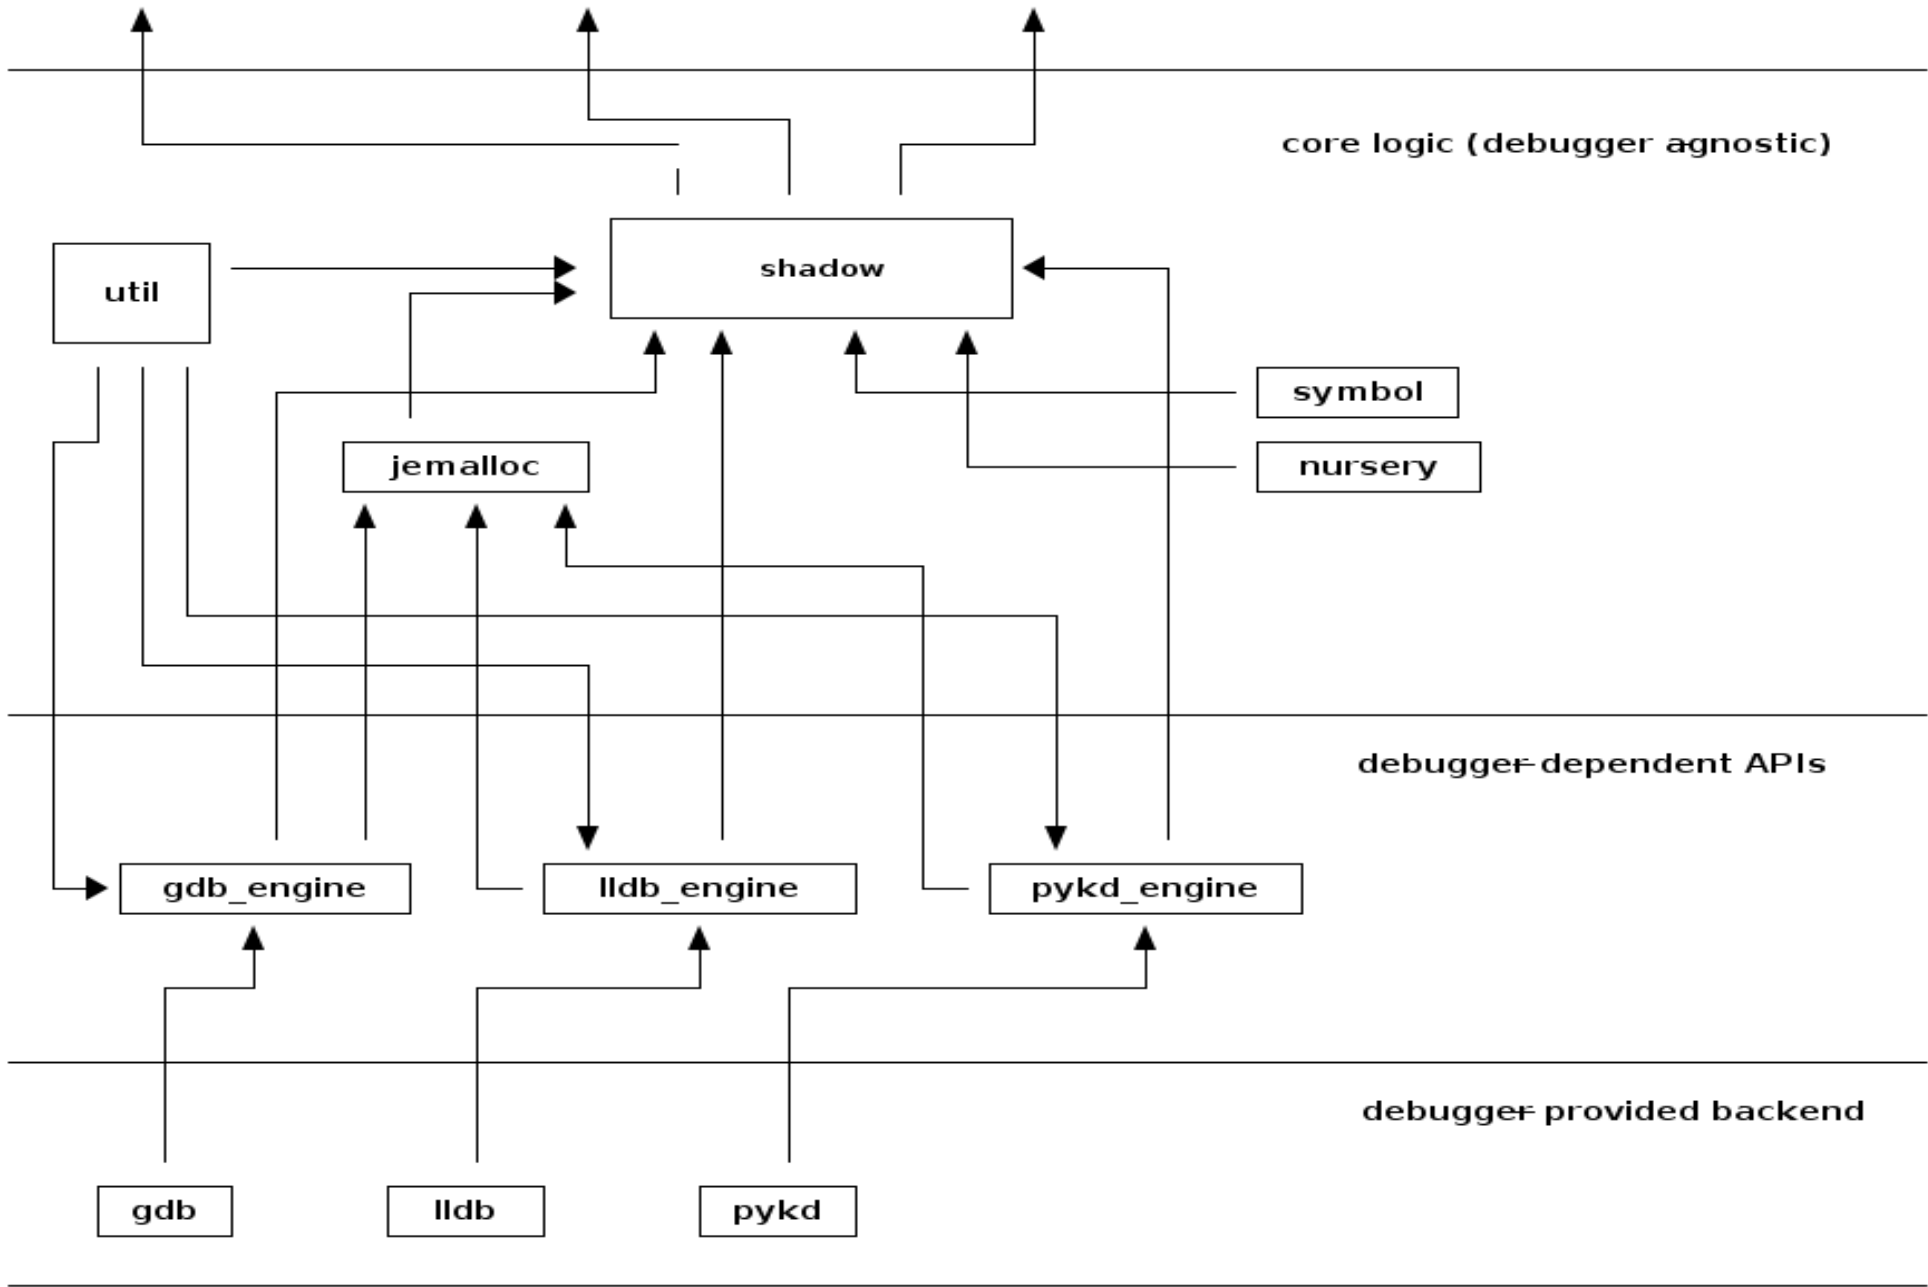 core logic (debugger agnostic)
shadow
util
symbol
jemalloc
nursery
debugger-dependent APIs
gdb_engine
lldb_engine
pykd_engine
debugger-provided backend
gdb
lldb
pykd